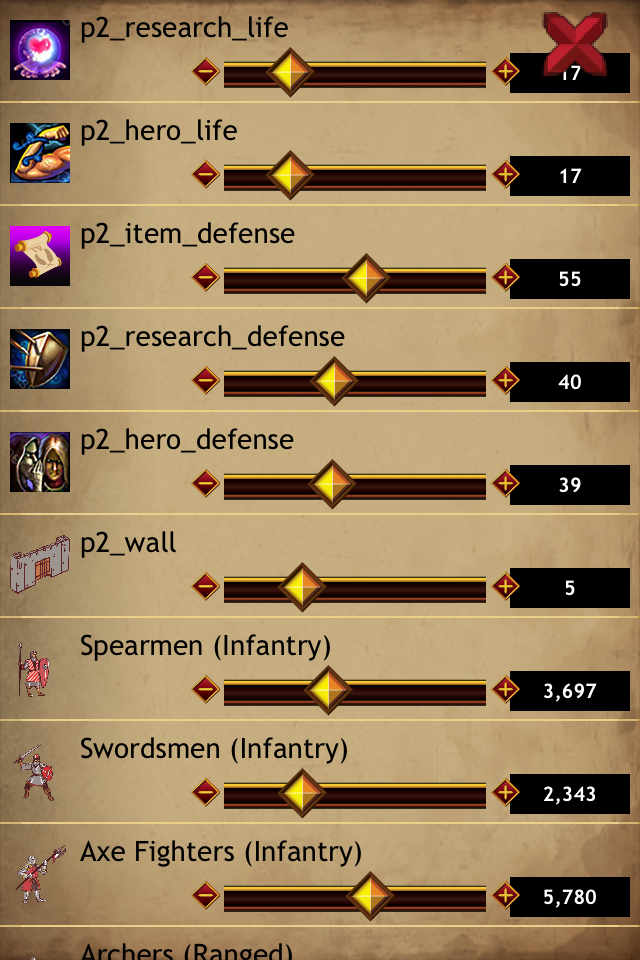 p2_research_life
17
p2_hero_life
17
p2_item_defense
55
p2_research_defense
40
p2_hero_defense
39
p2_wall
5
Spearmen (Infantry)
3,697
Swordsmen (Infantry)
2,343
Axe Fighters (Infantry)
5,780
Archers (Ranged)